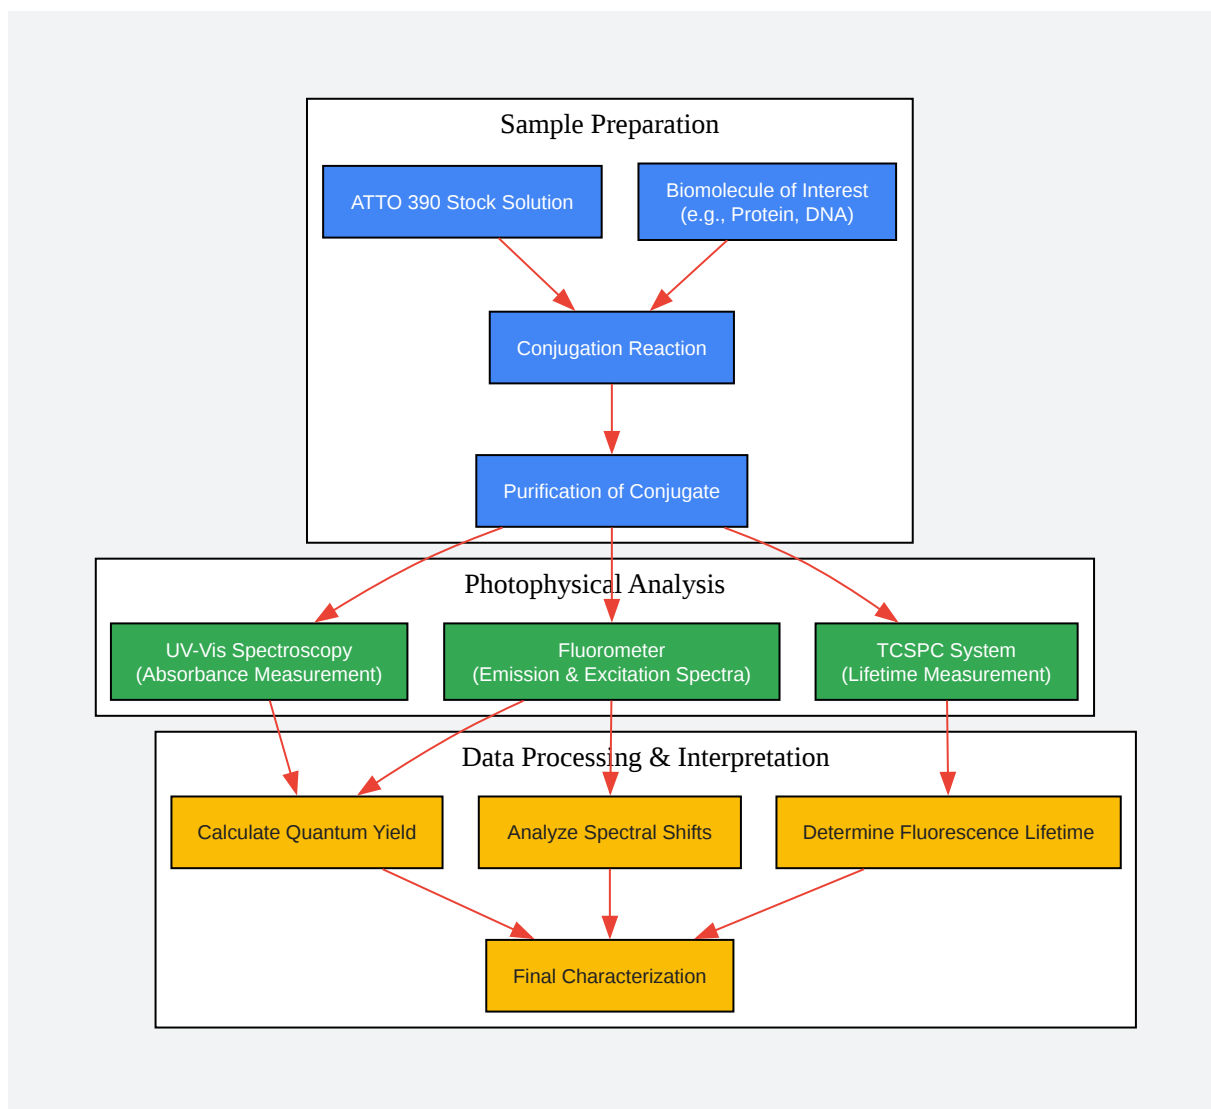 Sample Preparation
ATTO 390 Stock Solution
Biomolecule of Interest
(e.g., Protein, DNA)
Conjugation Reaction
Purification of Conjugate
Photophysical Analysis
UV-Vis Spectroscopy
(Absorbance Measurement)
Fluorometer
(Emission & Excitation Spectra)
TCSPC System
(Lifetime Measurement)
Data Processing & Interpretation
Calculate Quantum Yield
Analyze Spectral Shifts
Determine Fluorescence Lifetime
Final Characterization